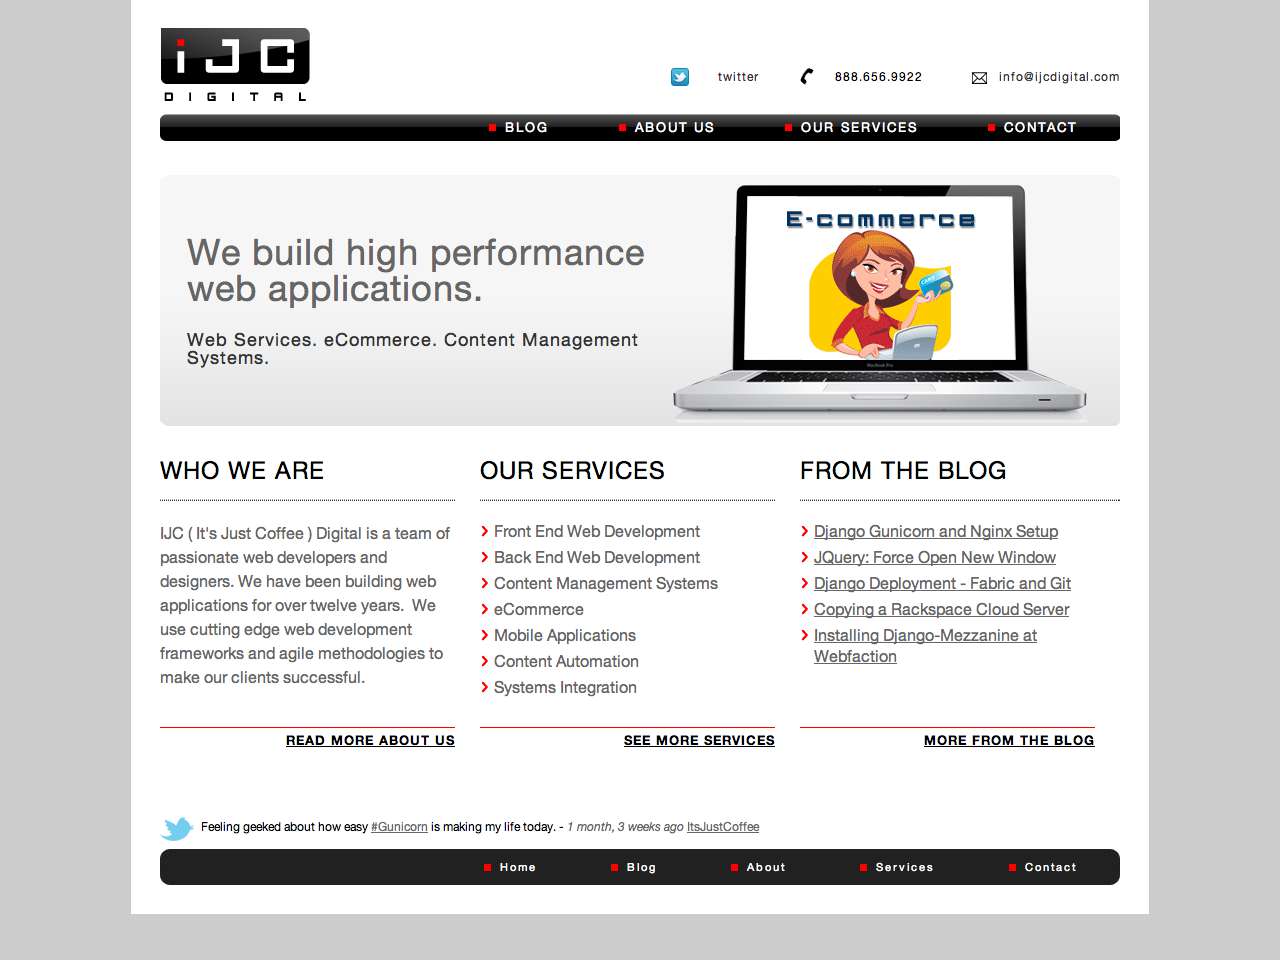 iJC
DIGITAL
twitter
888.656.9922
info@ijcdigital.com
BLOG
ABOUT US
OUR SERVICES
CONTACT
We build high performance
web applications.
Web Services. eCommerce. Content Management
Systems.
E-commerce
CARD
MacBook Pro
WHO WE ARE
IJC ( It's Just Coffee ) Digital is a team of
passionate web developers and
designers. We have been building web
applications for over twelve years.  We
use cutting edge web development
frameworks and agile methodologies to
make our clients successful.
READ MORE ABOUT US
OUR SERVICES
Front End Web Development
Back End Web Development
Content Management Systems
eCommerce
Mobile Applications
Content Automation
Systems Integration
SEE MORE SERVICES
FROM THE BLOG
Django Gunicorn and Nginx Setup
JQuery: Force Open New Window
Django Deployment - Fabric and Git
Copying a Rackspace Cloud Server
Installing Django-Mezzanine at
Webfaction
MORE FROM THE BLOG
Feeling geeked about how easy #Gunicorn is making my life today. - 1 month, 3 weeks ago ItsJustCoffee
Home
Blog
About
Services
Contact